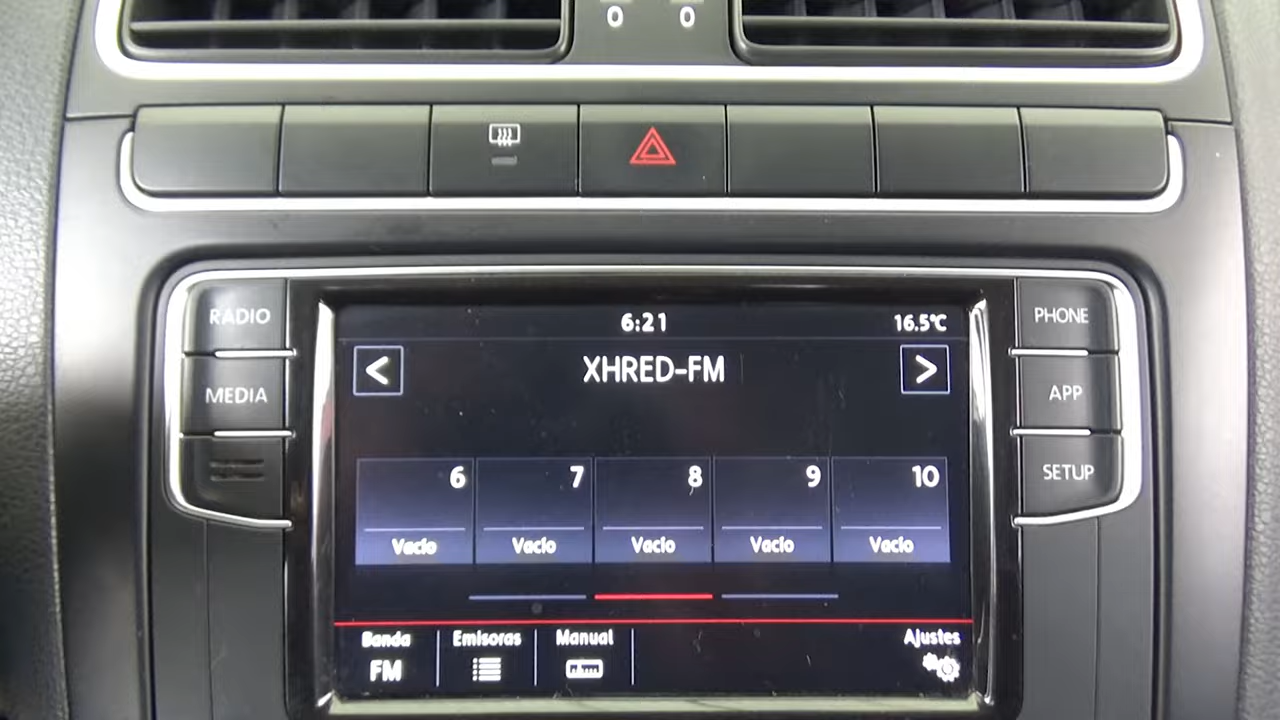 0 0
RADIO
MEDIA
PHONE
APP
SETUP
6:21 16.5°C
< XHRED-FM >
6 7 8 9 10
Vacío Vacío Vacío Vacío Vacío
Banda Emisoras Manual Ajustes
FM